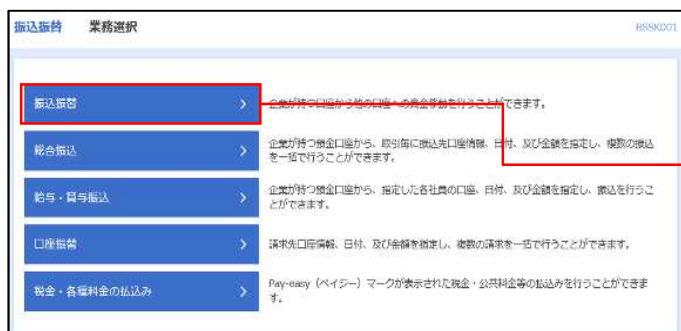 振込振替 業務選択 BSSK001
振込振替
企業が持つ口座から他の口座への資金移動を行うことができます。
総合振込
企業が持つ預金口座から、取引毎に振込先口座情報、日付、及び金額を指定し、複数の振込
を一括で行うことができます。
給与・賞与振込
企業が持つ預金口座から、指定した各社員の口座、日付、及び金額を指定し、振込を行うこ
とができます。
口座振替
請求先口座情報、日付、及び金額を指定し、複数の請求を一括で行うことができます。
税金・各種料金の払込み
Pay-easy（ペイジー）マークが表示された税金・公共料金等の払込みを行うことができま
す。